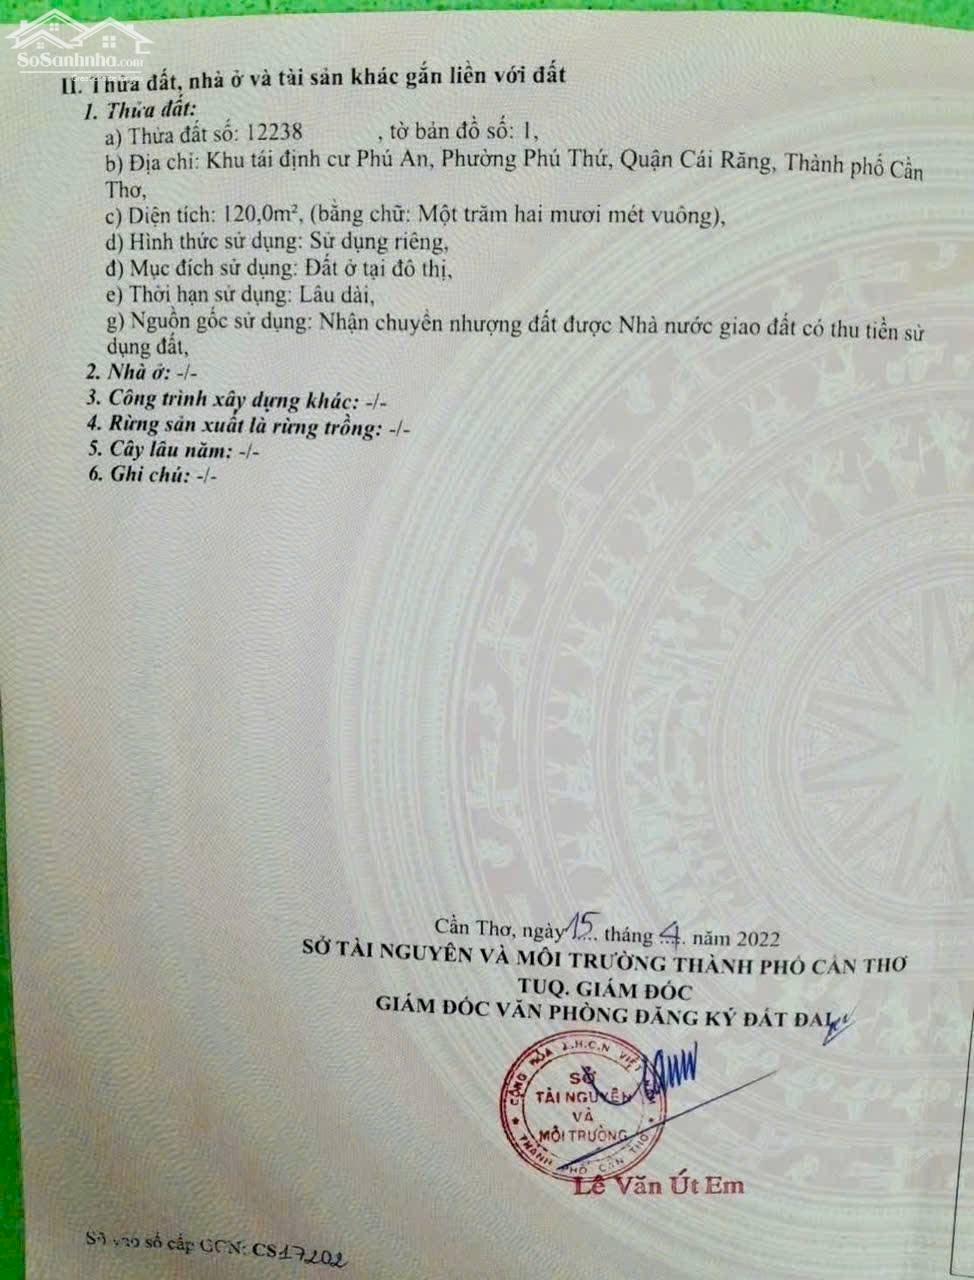 SoSanhnha.com
II. Thửa đất, nhà ở và tài sản khác gắn liền với đất
1. Thửa đất:
a) Thửa đất số: 12238 , tờ bản đồ số: 1,
b) Địa chỉ: Khu tái định cư Phú An, Phường Phú Thứ, Quận Cái Răng, Thành phố Cần
Thơ,
c) Diện tích: 120,0m², (bằng chữ: Một trăm hai mươi mét vuông),
d) Hình thức sử dụng: Sử dụng riêng,
đ) Mục đích sử dụng: Đất ở tại đô thị,
e) Thời hạn sử dụng: Lâu dài,
g) Nguồn gốc sử dụng: Nhận chuyển nhượng đất được Nhà nước giao đất có thu tiền sử
dụng đất,
2. Nhà ở: -/-
3. Công trình xây dựng khác: -/-
4. Rừng sản xuất là rừng trồng: -/-
5. Cây lâu năm: -/-
6. Ghi chú: -/-
Cần Thơ, ngày 15 tháng 4 năm 2022
SỞ TÀI NGUYÊN VÀ MÔI TRƯỜNG THÀNH PHỐ CẦN THƠ
TUQ. GIÁM ĐỐC
GIÁM ĐỐC VĂN PHÒNG ĐĂNG KÝ ĐẤT ĐAI
CỘNG HÒA X.H.C.N VIỆT NAM
SỞ
TÀI NGUYÊN
VÀ
MÔI TRƯỜNG
THÀNH PHỐ CẦN THƠ
Lê Văn Út Em
Số vào sổ cấp GCN: CS17202